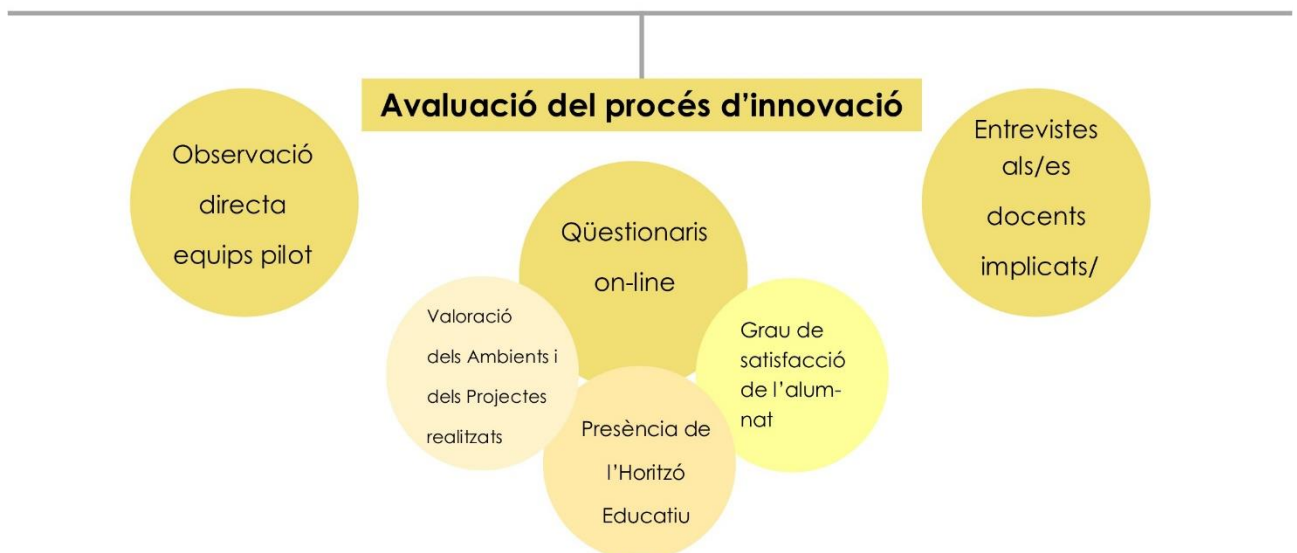 Avaluació del procés d'innovació
Observació
directa
equips pilot
Qüestionaris
on-line
Entrevistes
als/es
docents
implicats/
Valoració
dels Ambients i
dels Projectes
realitzats
Presència de
l'Horitzó
Educatiu
Grau de
satisfacció
de l'alum-
nat